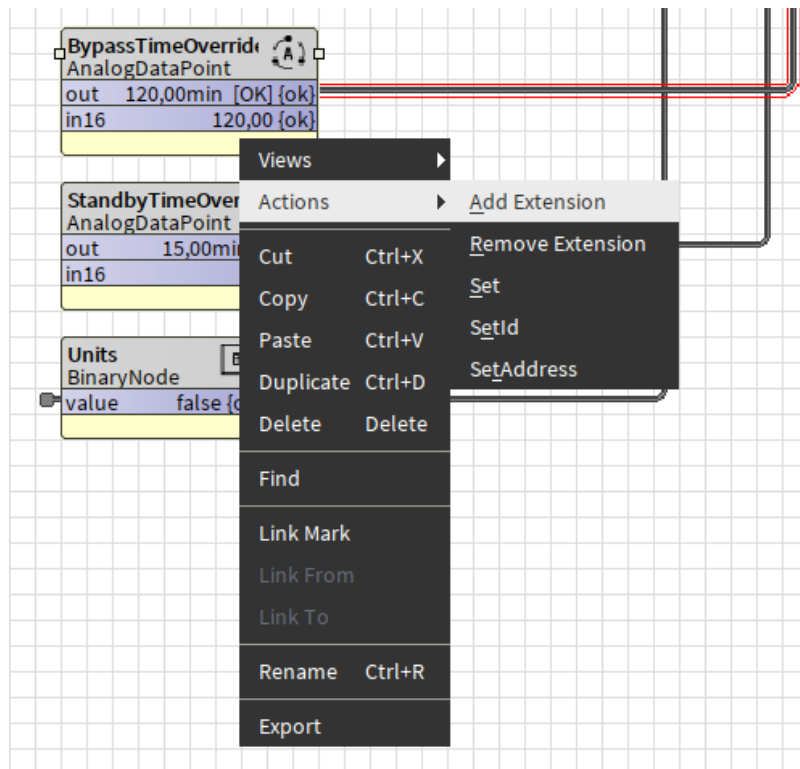 BypassTimeOverride
AnalogDataPoint
out 120,00min [OK] {ok}
in16 120,00 {ok}
StandbyTimeOver
AnalogDataPoint
out 15,00mi
in16
Units
BinaryNode
value false {o
Views
Actions
Cut Ctrl+X
Copy Ctrl+C
Paste Ctrl+V
Duplicate Ctrl+D
Delete Delete
Find
Link Mark
Link From
Link To
Rename Ctrl+R
Export
Add Extension
Remove Extension
Set
SetId
SetAddress